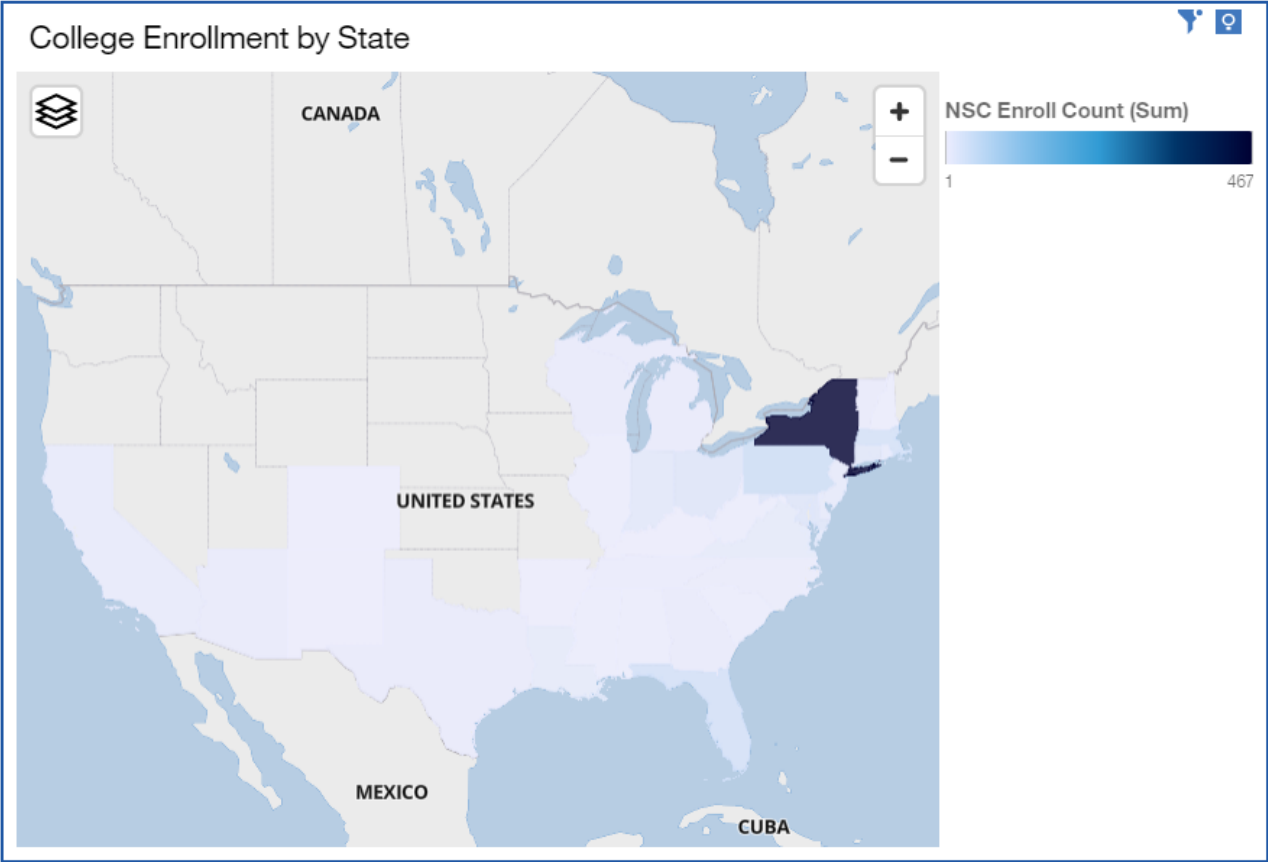 College Enrollment by State
CANADA
+
−
NSC Enroll Count (Sum)
1
467
UNITED STATES
MEXICO
CUBA